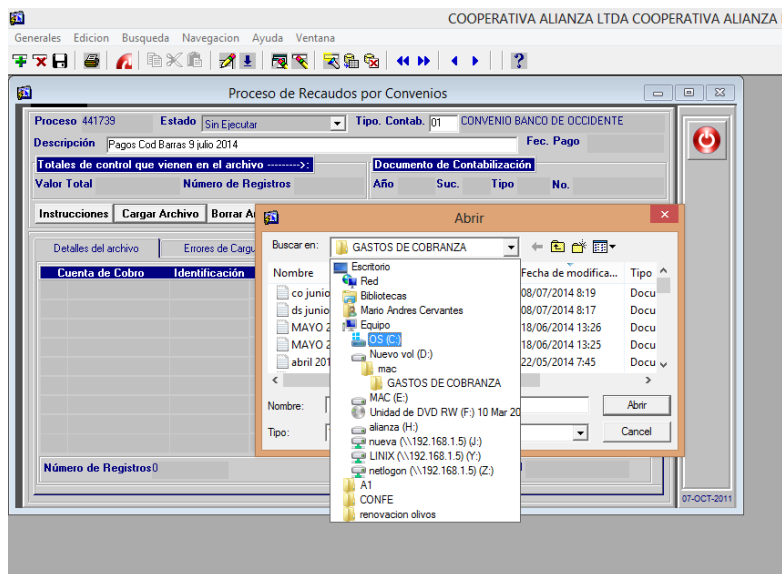 COOPERATIVA ALIANZA LTDA COOPERATIVA ALIANZA
Generales Edicion Busqueda Navegacion Ayuda Ventana
Proceso de Recaudos por Convenios
Proceso 441739 Estado Sin Ejecutar Tipo. Contab. 01 CONVENIO BANCO DE OCCIDENTE
Descripción Pagos Cod Barras 9 julio 2014 Fec. Pago
Totales de control que vienen en el archivo --------->: Documento de Contabilización
Valor Total Número de Registros Año Suc. Tipo No.
Instrucciones Cargar Archivo Borrar A
Detalles del archivo Errores de Cargu
Cuenta de Cobro Identificación
Número de Registros 0
07-OCT-2011
Abrir
Buscar en: GASTOS DE COBRANZA
Nombre Fecha de modifica... Tipo
co junio 08/07/2014 8:19 Docu
ds junio 08/07/2014 8:17 Docu
MAYO 2 18/06/2014 13:26 Docu
MAYO 2 18/06/2014 13:25 Docu
abril 201 22/05/2014 7:45 Docu
Escritorio
Red
Bibliotecas
Mario Andres Cervantes
Equipo
OS (C:)
Nuevo vol (D:)
mac
GASTOS DE COBRANZA
MAC (E:)
Unidad de DVD RW (F:) 10 Mar 20
alianza (H:)
nueva (\\192.168.1.5) (J:)
LINIX (\\192.168.1.5) (Y:)
netlogon (\\192.168.1.5) (Z:)
A1
CONFE
renovacion olivos
Nombre: Abrir
Tipo: Cancel